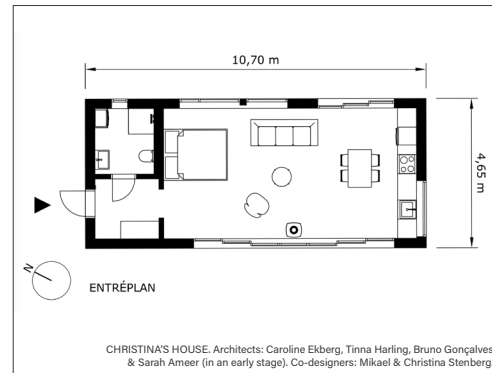 10,70 m
4,65 m
N
ENTRÉPLAN
CHRISTINA'S HOUSE. Architects: Caroline Ekberg, Tinna Harling, Bruno Gonçalves
& Sarah Ameer (in an early stage). Co-designers: Mikael & Christina Stenberg.